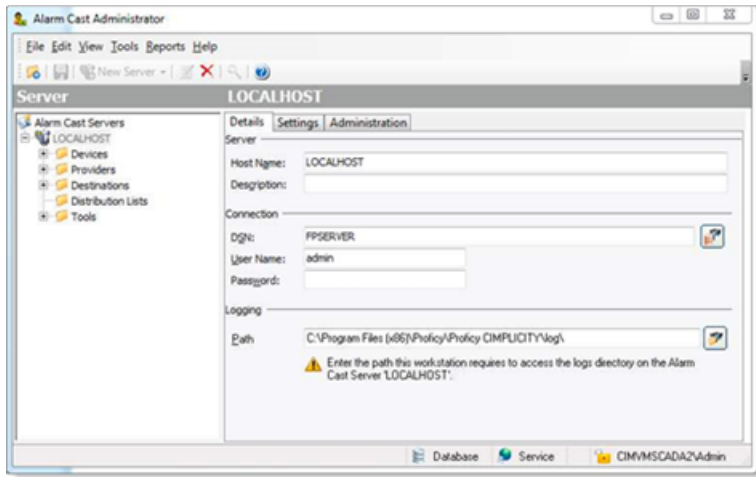 Alarm Cast Administrator
File Edit View Tools Reports Help
New Server
Server
LOCALHOST
Alarm Cast Servers
LOCALHOST
Devices
Providers
Destinations
Distribution Lists
Tools
Details Settings Administration
Server
Host Name: LOCALHOST
Description:
Connection
DSN: FPSERVER
User Name: admin
Password:
Logging
Path C:\Program Files (x86)\Proficy\Proficy CIMPLICITY\log\
Enter the path this workstation requires to access the logs directory on the Alarm
Cast Server 'LOCALHOST'.
Database Service CIMVMSCADA2\Admin